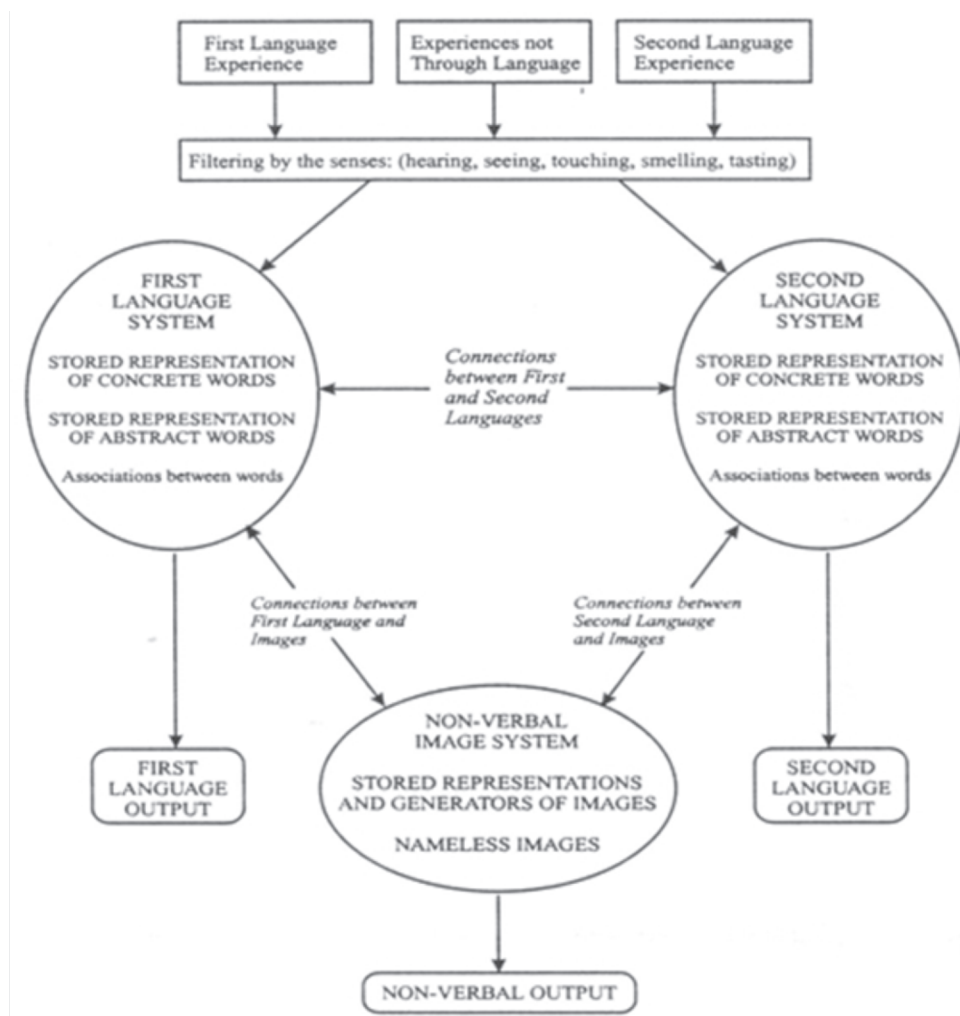 First Language
Experience
Experiences not
Through Language
Second Language
Experience
Filtering by the senses: (hearing, seeing, touching, smelling, tasting)
FIRST
LANGUAGE
SYSTEM
STORED REPRESENTATION
OF CONCRETE WORDS
STORED REPRESENTATION
OF ABSTRACT WORDS
Associations between words
Connections
between First
and Second
Languages
SECOND
LANGUAGE
SYSTEM
STORED REPRESENTATION
OF CONCRETE WORDS
STORED REPRESENTATION
OF ABSTRACT WORDS
Associations between words
Connections between
First Language and
Images
Connections between
Second Language
and Images
FIRST
LANGUAGE
OUTPUT
NON-VERBAL
IMAGE SYSTEM
STORED REPRESENTATIONS
AND GENERATORS OF IMAGES
NAMELESS IMAGES
SECOND
LANGUAGE
OUTPUT
NON-VERBAL OUTPUT